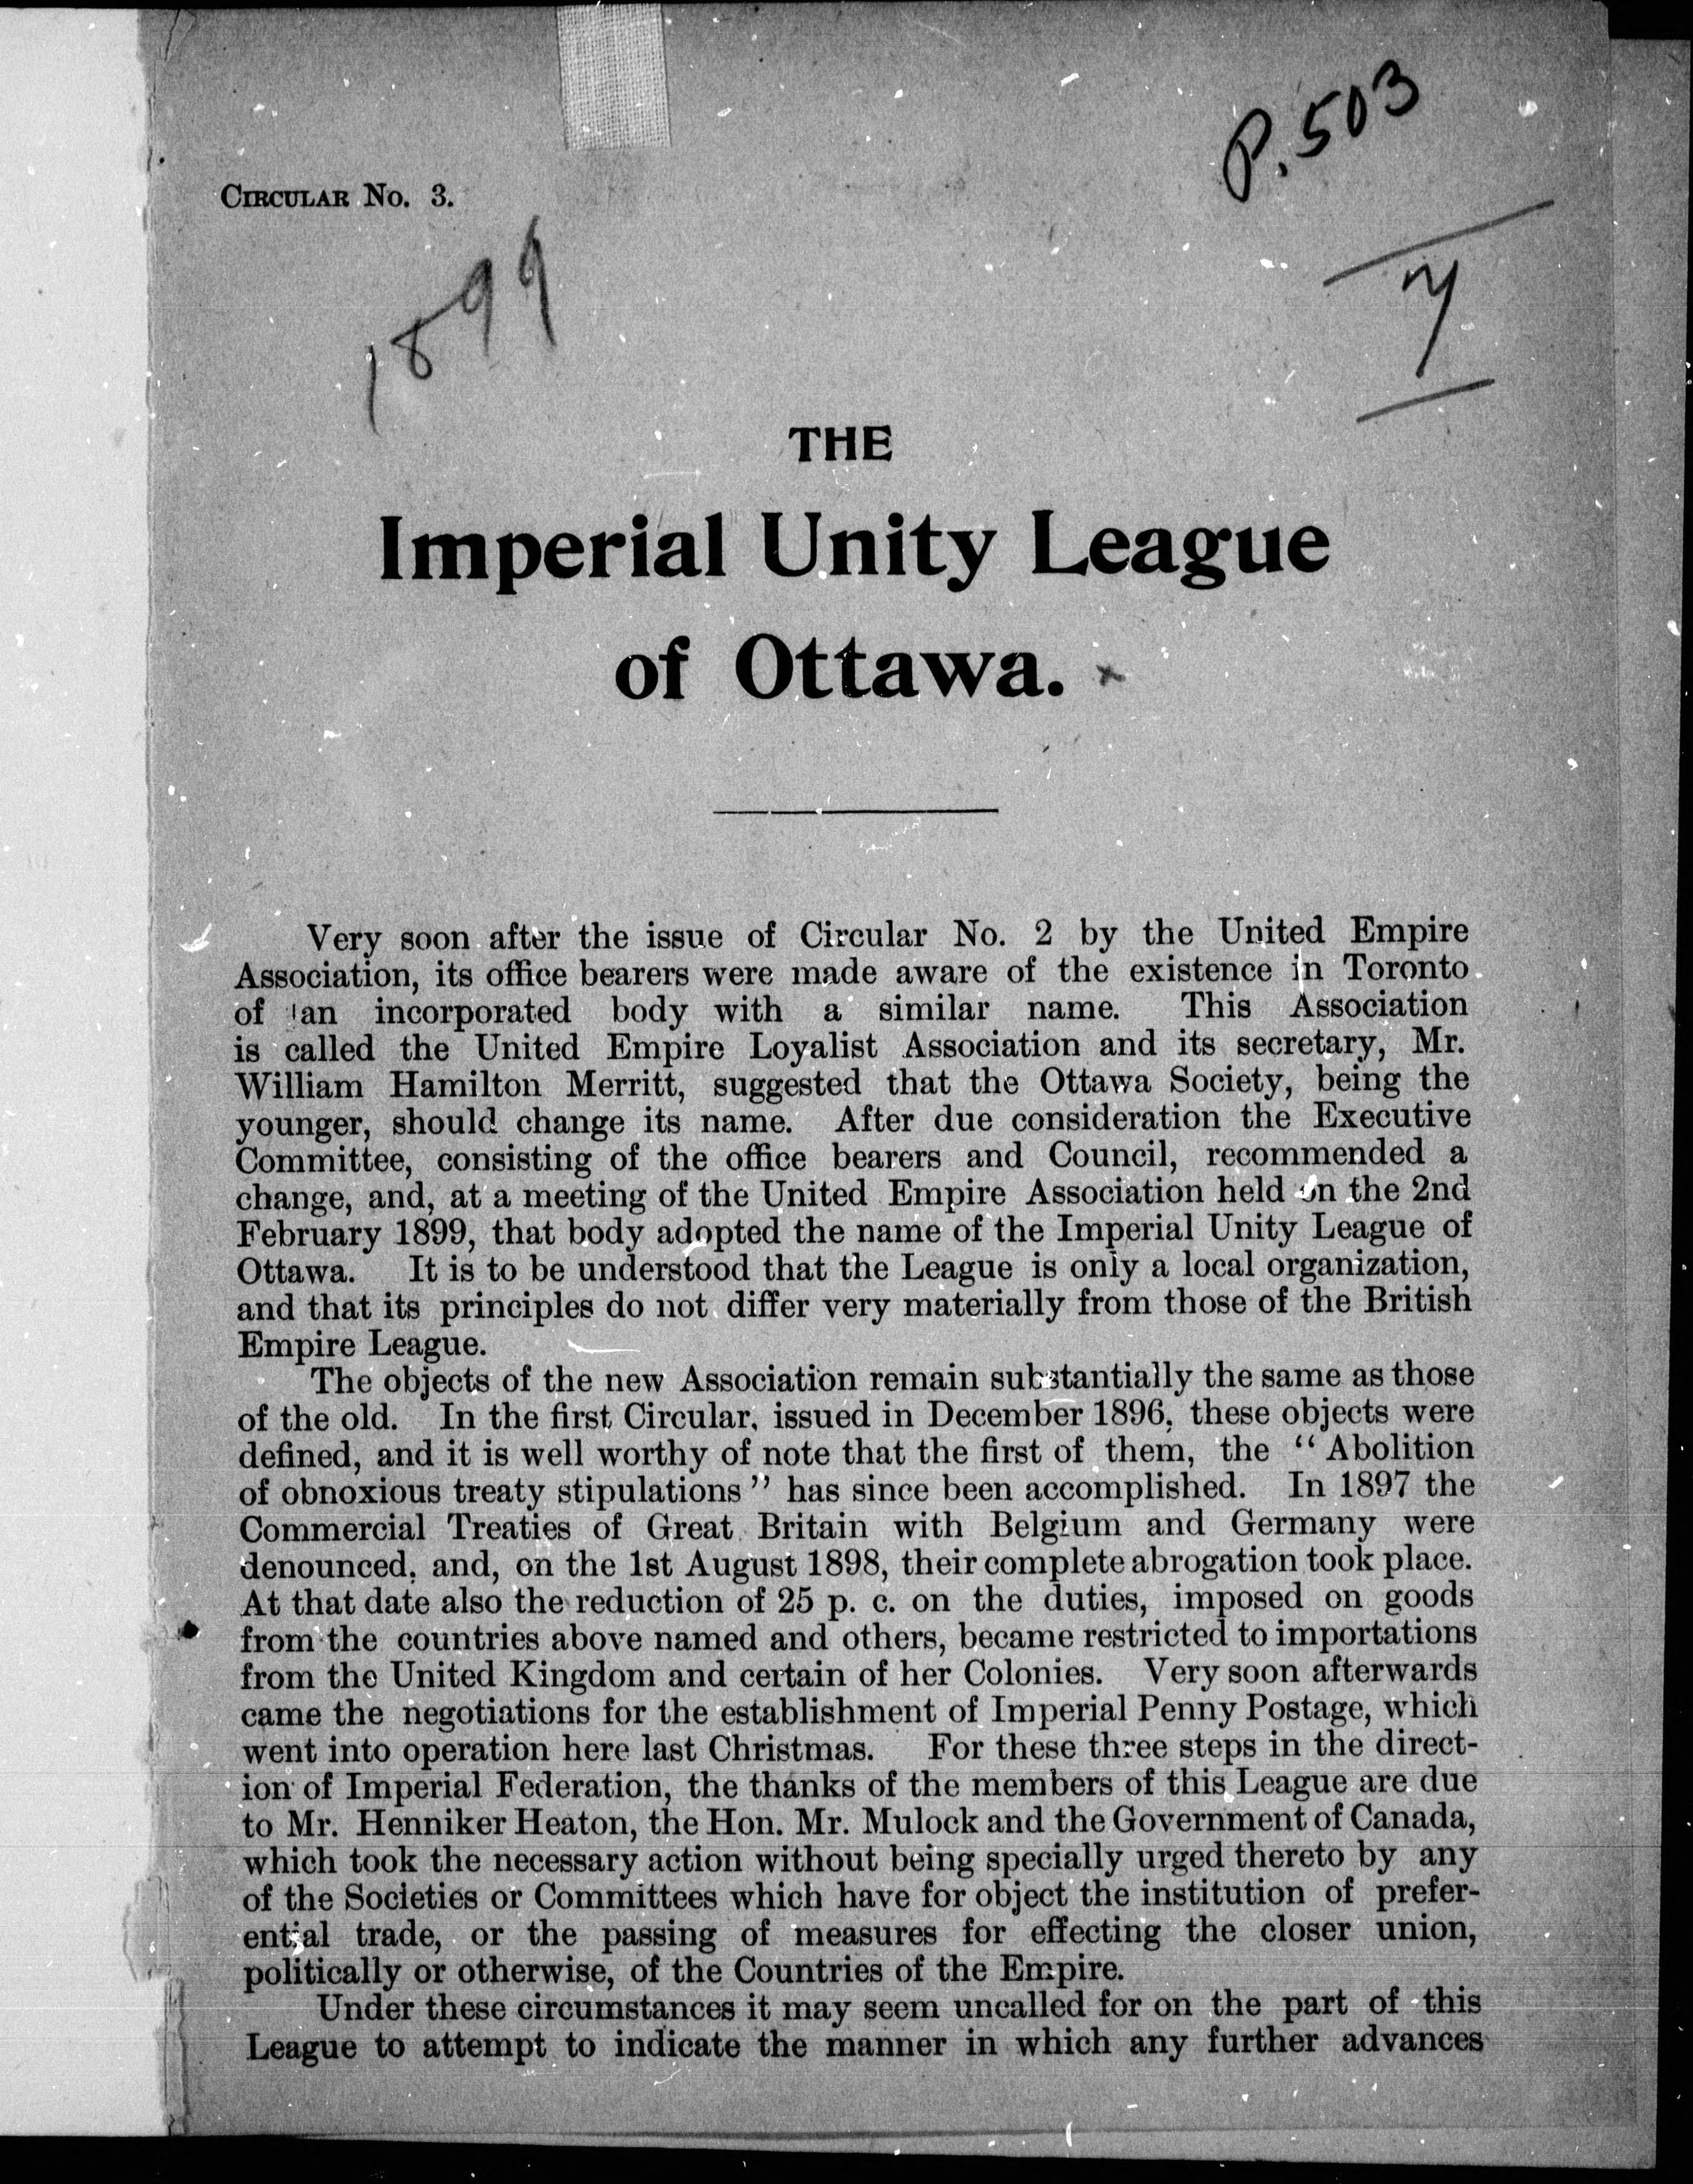 P. 503
CIRCULAR NO. 3.
1899
THE
Imperial Unity League
of Ottawa.
Very soon after the issue of Circular No. 2 by the United Empire
Association, its office bearers were made aware of the existence in Toronto
of an incorporated body with a similar name. This Association
is called the United Empire Loyalist Association and its secretary, Mr.
William Hamilton Merritt, suggested that the Ottawa Society, being the
younger, should change its name. After due consideration the Executive
Committee, consisting of the office bearers and Council, recommended a
change, and, at a meeting of the United Empire Association held on the 2nd
February 1899, that body adopted the name of the Imperial Unity League of
Ottawa. It is to be understood that the League is only a local organization,
and that its principles do not differ very materially from those of the British
Empire League.
The objects of the new Association remain substantially the same as those
of the old. In the first Circular, issued in December 1896, these objects were
defined, and it is well worthy of note that the first of them, the “ Abolition
of obnoxious treaty stipulations ” has since been accomplished. In 1897 the
Commercial Treaties of Great Britain with Belgium and Germany were
denounced, and, on the 1st August 1898, their complete abrogation took place.
At that date also the reduction of 25 p. c. on the duties, imposed on goods
from the countries above named and others, became restricted to importations
from the United Kingdom and certain of her Colonies. Very soon afterwards
came the negotiations for the establishment of Imperial Penny Postage, which
went into operation here last Christmas. For these three steps in the direct-
ion of Imperial Federation, the thanks of the members of this League are due
to Mr. Henniker Heaton, the Hon. Mr. Mulock and the Government of Canada,
which took the necessary action without being specially urged thereto by any
of the Societies or Committees which have for object the institution of prefer-
ential trade, or the passing of measures for effecting the closer union,
politically or otherwise, of the Countries of the Empire.
Under these circumstances it may seem uncalled for on the part of this
League to attempt to indicate the manner in which any further advances